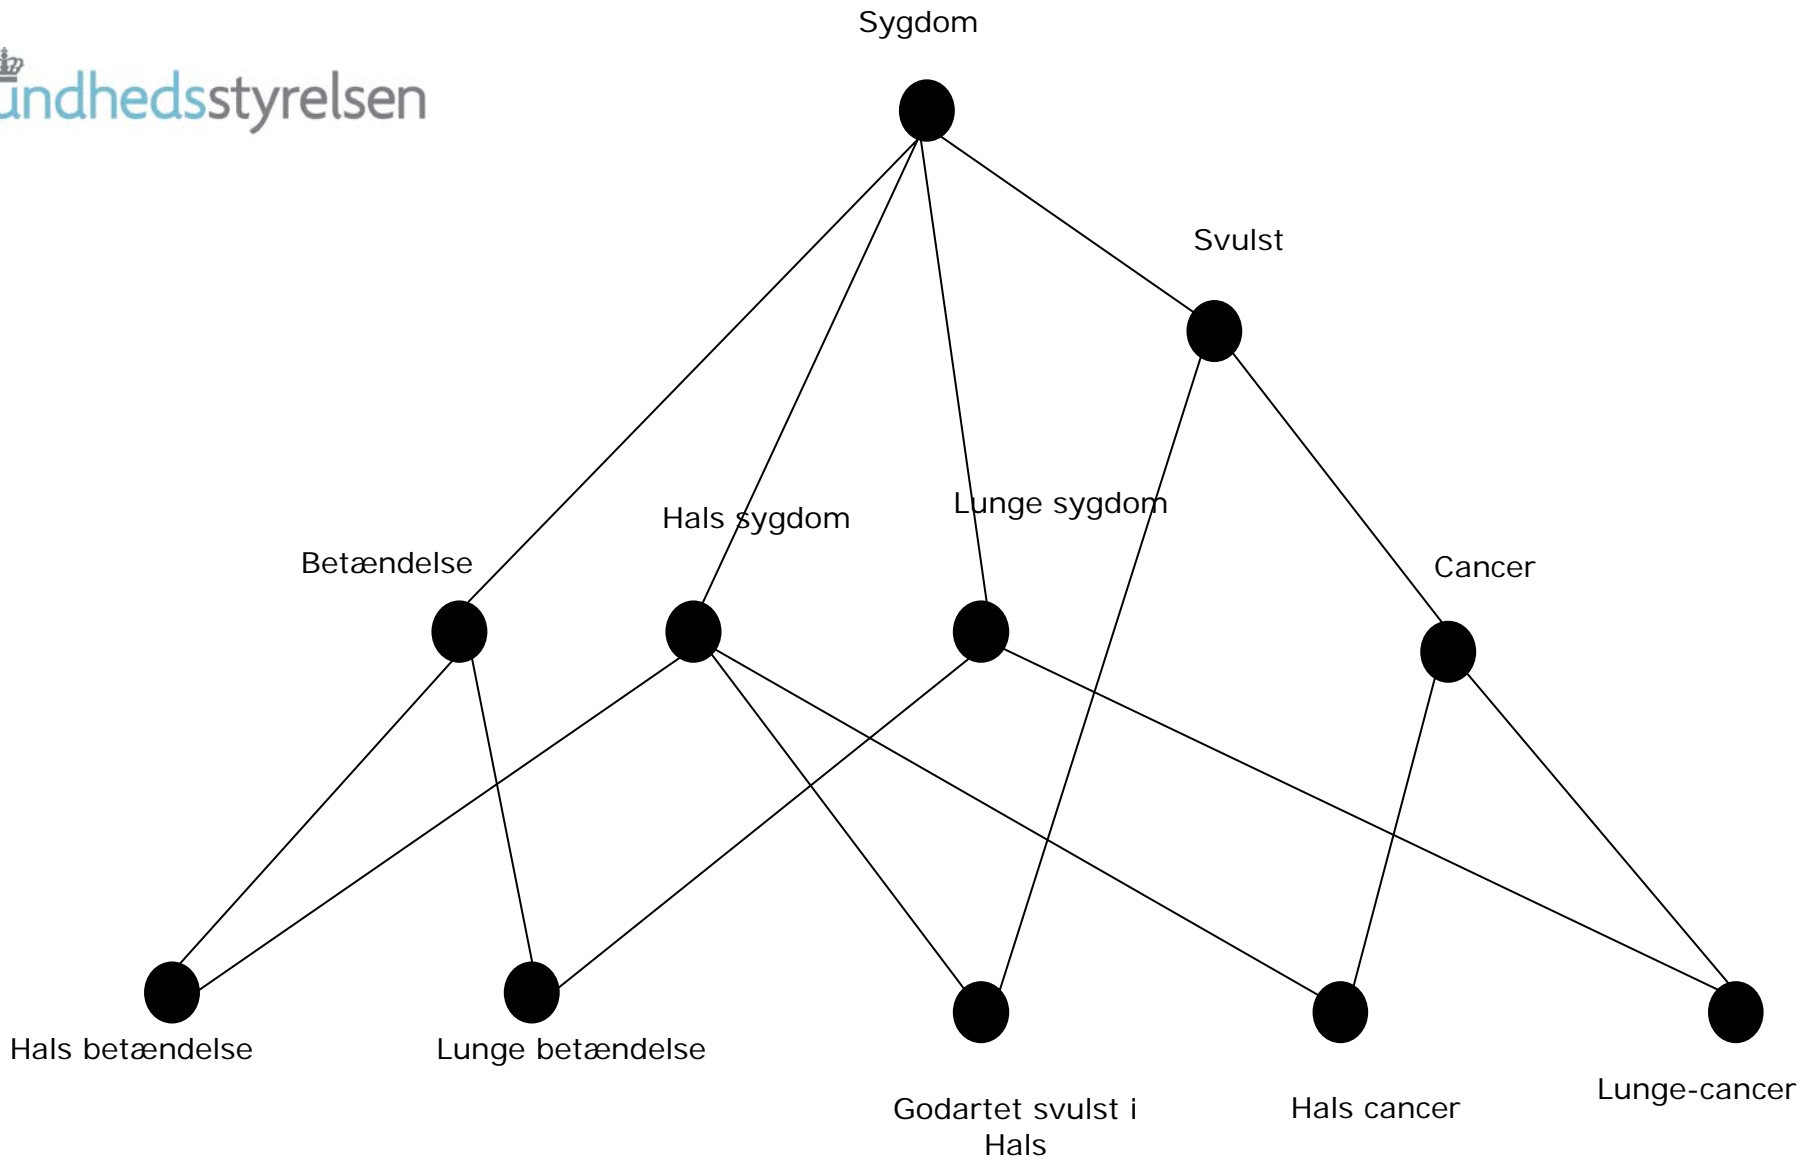 Sygdom
undhedsstyrelsen
Svulst
Lunge sygdom
Hals sygdom
Betændelse
Cancer
Hals betændelse
Lunge betændelse
Godartet svulst i
Hals
Hals cancer
Lunge-cancer